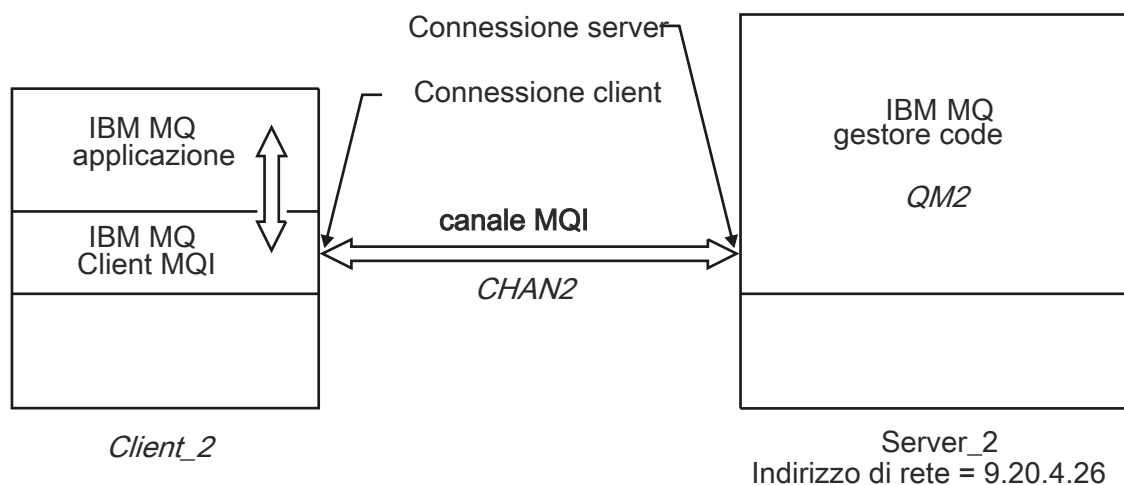 Connessione server
Connessione client
IBM MQ
applicazione
IBM MQ
Client MQI
canale MQI
CHAN2
IBM MQ
gestore code
QM2
Client_2
Server_2
Indirizzo di rete = 9.20.4.26